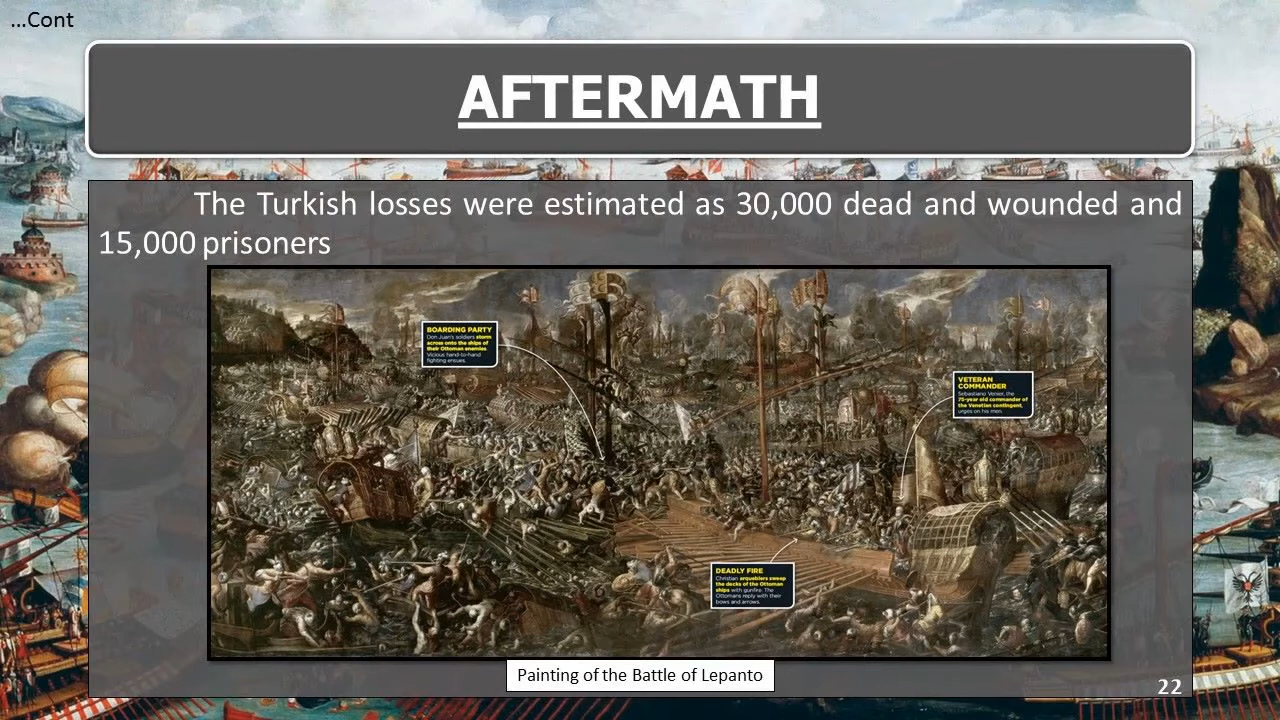 ...Cont
AFTERMATH
The Turkish losses were estimated as 30,000 dead and wounded and
15,000 prisoners
BOARDING PARTY
Don Juan's soldiers storm
across onto the ships of
their Ottoman enemies.
Vicious hand-to-hand
fighting ensues.
VETERAN
COMMANDER
Sebastiano Venier, the
75-year old commander of
the Venetian contingent,
urges on his men.
DEADLY FIRE
Christian arquebiers sweep
the decks of the Ottoman
ships with gunfire. The
Ottomans reply with their
bows and arrows.
Painting of the Battle of Lepanto
22